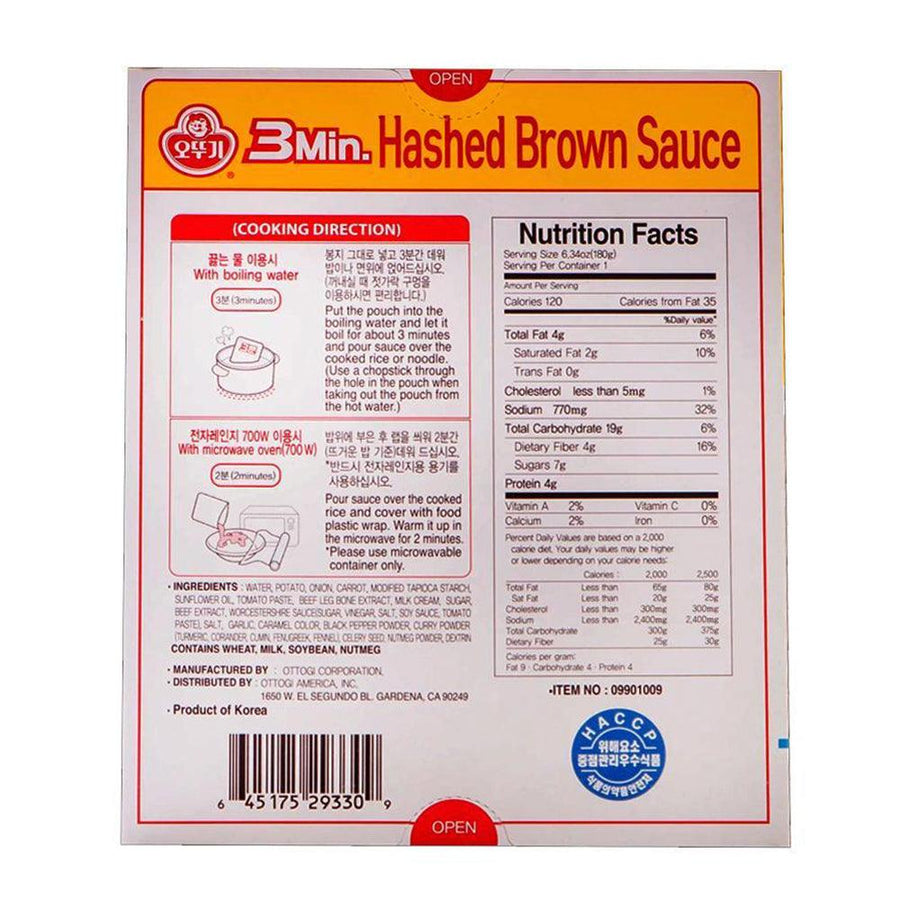 OPEN
오뚜기 ®
3Min. Hashed Brown Sauce
(COOKING DIRECTION)
끓는 물 이용시
With boiling water
3분 (3minutes)
봉지 그대로 넣고 3분간 데워
밥이나 면위에 얹어드십시오.
(꺼내실 때 젓가락 구멍을
이용하시면 편리합니다.)
Put the pouch into the
boiling water and let it
boil for about 3 minutes
and pour sauce over the
cooked rice or noodle.
(Use a chopstick through
the hole in the pouch when
taking out the pouch from
the hot water.)
전자레인지 700W 이용시
With microwave oven(700W)
2분 (2minutes)
밥위에 부은 후 랩을 씌워 2분간
(뜨거운 밥 기준)데워 드십시오.
*반드시 전자레인지용 용기를
사용하십시오.
Pour sauce over the cooked
rice and cover with food
plastic wrap. Warm it up in
the microwave for 2 minutes.
*Please use microwavable
container only.
· INGREDIENTS : WATER, POTATO, ONION, CARROT, MODIFIED TAPIOCA STARCH,
SUNFLOWER OIL, TOMATO PASTE, BEEF LEG BONE EXTRACT, MILK CREAM, SUGAR,
BEEF EXTRACT, WORCESTERSHIRE SAUCE(SUGAR, VINEGAR, SALT, SOY SAUCE, TOMATO
PASTE), SALT, GARLIC, CARAMEL COLOR, BLACK PEPPER POWDER, CURRY POWDER
(TURMERIC, CORIANDER, CUMIN, FENUGREEK, FENNEL), CELERY SEED, NUTMEG POWDER, DEXTRIN
CONTAINS WHEAT, MILK, SOYBEAN, NUTMEG
· MANUFACTURED BY : OTTOGI CORPORATION.
· DISTRIBUTED BY : OTTOGI AMERICA, INC.
1650 W. EL SEGUNDO BL. GARDENA, CA 90249
· Product of Korea
6 45175 29330 9
Nutrition Facts
Serving Size 6.34oz(180g)
Serving Per Container 1
Amount Per Serving
Calories 120 Calories from Fat 35
%Daily value*
Total Fat 4g 6%
Saturated Fat 2g 10%
Trans Fat 0g
Cholesterol less than 5mg 1%
Sodium 770mg 32%
Total Carbohydrate 19g 6%
Dietary Fiber 4g 16%
Sugars 7g
Protein 4g
Vitamin A 2% Vitamin C 0%
Calcium 2% Iron 0%
Percent Daily Values are based on a 2,000
calorie diet. Your daily values may be higher
or lower depending on your calorie needs:
Calories : 2,000 2,500
Total Fat Less than 65g 80g
Sat Fat Less than 20g 25g
Cholesterol Less than 300mg 300mg
Sodium Less than 2,400mg 2,400mg
Total Carbohydrate 300g 375g
Dietary Fiber 25g 30g
Calories per gram:
Fat 9 · Carbohydrate 4 · Protein 4
•ITEM NO : 09901009
HACCP
위해요소
중점관리우수식품
식품의약품안전처
OPEN